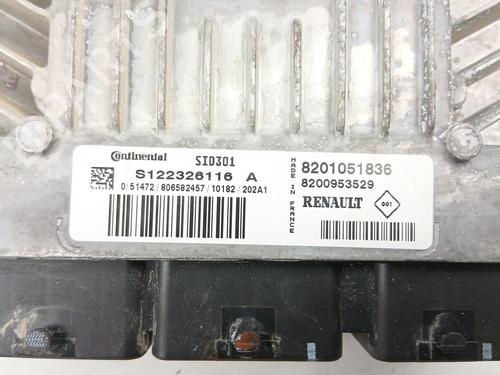 Continental SID301
S122326116 A
0/51472/806582457/10182/202A1
MADE IN FRANCE
8201051836
8200953529
RENAULT 001